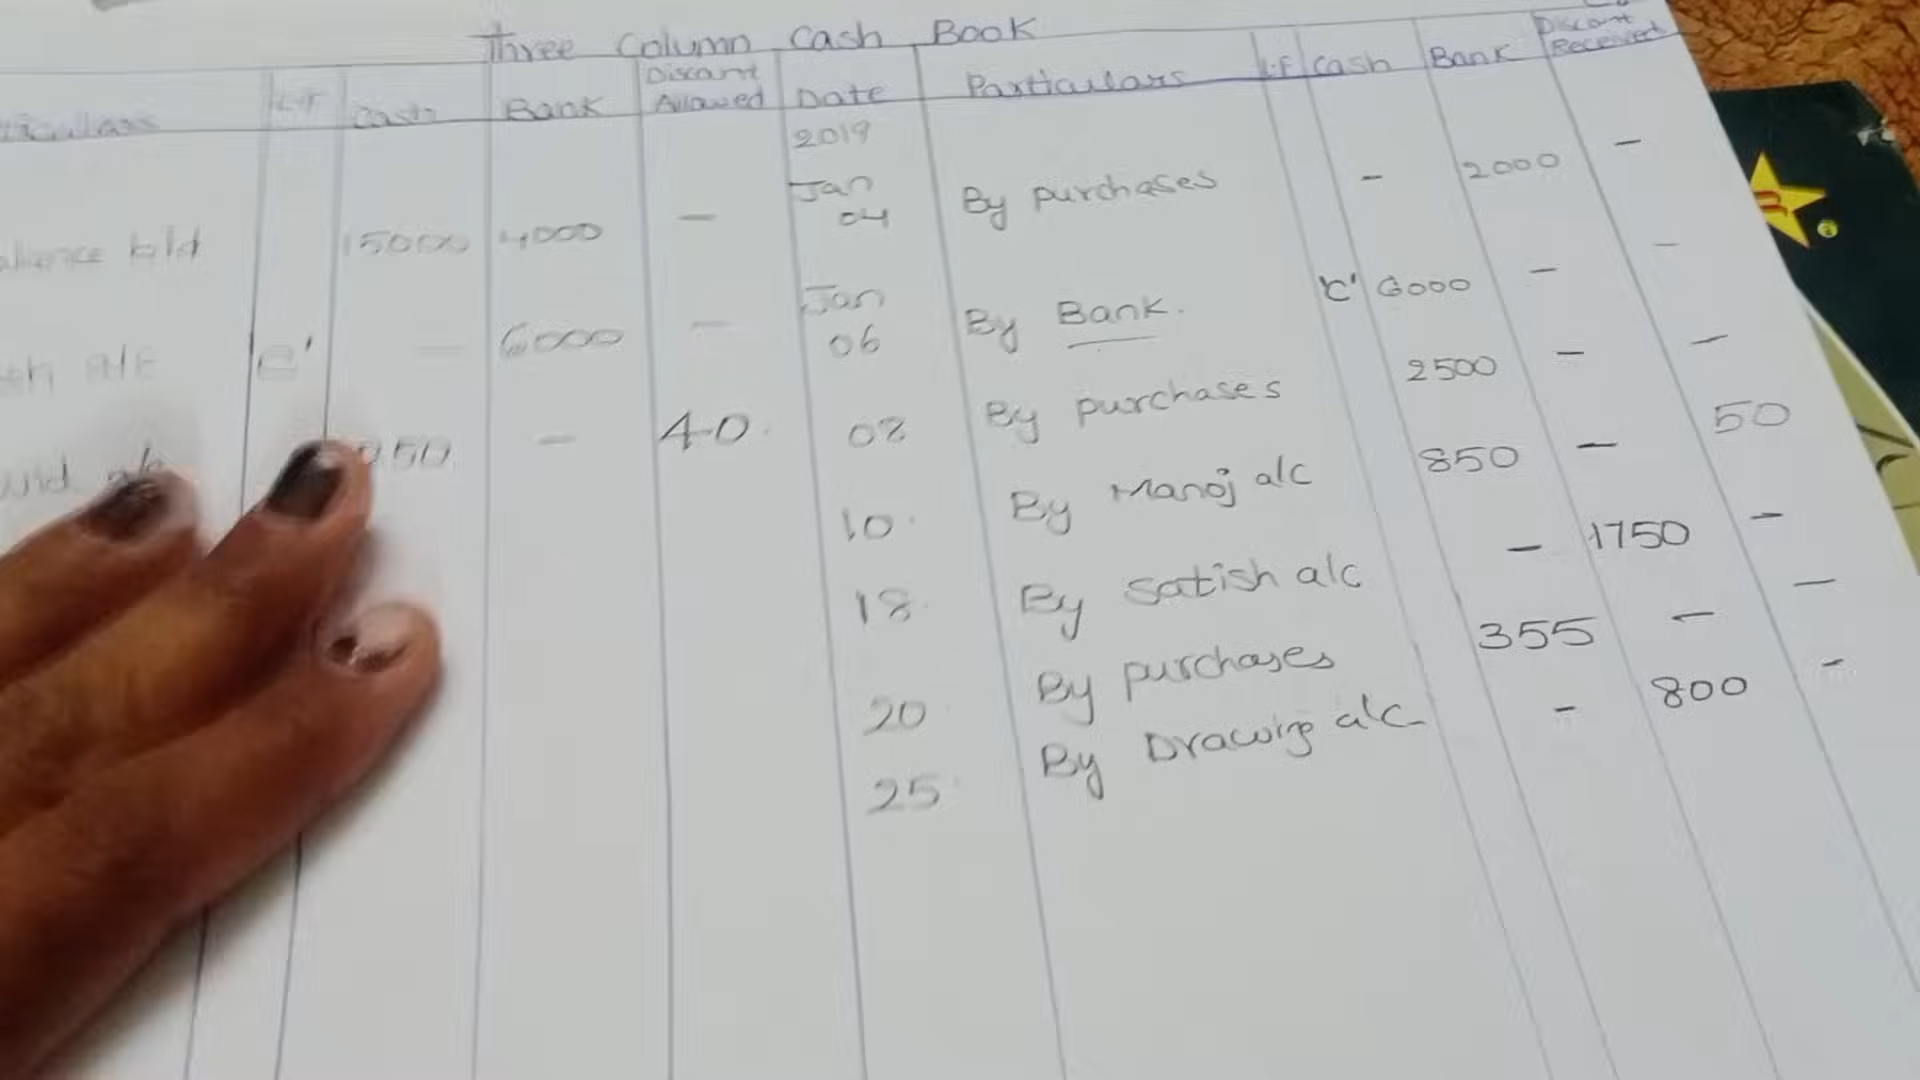 Three Column Cash Book
L.F Cash Bank Discount Allowed Date Particulars L.F Cash Bank Discount Received
2019
Jan 04 By purchases - 2000 -
b/d 15000 4000 -
Jan 06 By Bank. 'C' 6000 - -
a/c 'C' - 6000 -
08 By purchases 2500 - -
- 40.
10. By Manoj a/c 850 - 50
18. By Satish a/c - 1750 -
20 By purchases 355 - -
25. By Drawing a/c - 800 -